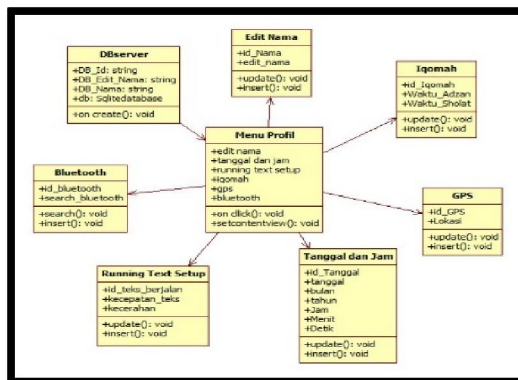 DBserver
+DB_Id: string
+DB_Edit_Nama: string
+DB_Nama: string
+db: Sqlitedatabase
+on create(): void
Edit Nama
+id_Nama
+edit_nama
+update(): void
+insert(): void
Iqomah
+id_Iqomah
+Waktu_Adzan
+Waktu_Sholat
+update(): void
+insert(): void
Menu Profil
+edit nama
+tanggal dan jam
+running text setup
+iqomah
+gps
+bluetooth
+on dlick(): void
+setcontentview(): void
Bluetooth
+id_bluetooth
+search_bluetooth
+search(): void
+insert(): void
GPS
+id_GPS
+Lokasi
+update(): void
+insert(): void
Running Text Setup
+id_teks_berjalan
+kecepatan_teks
+kecerahan
+update(): void
+insert(): void
Tanggal dan Jam
+id_Tanggal
+tanggal
+bulan
+tahun
+Jam
+Menit
+Detik
+update(): void
+insert(): void